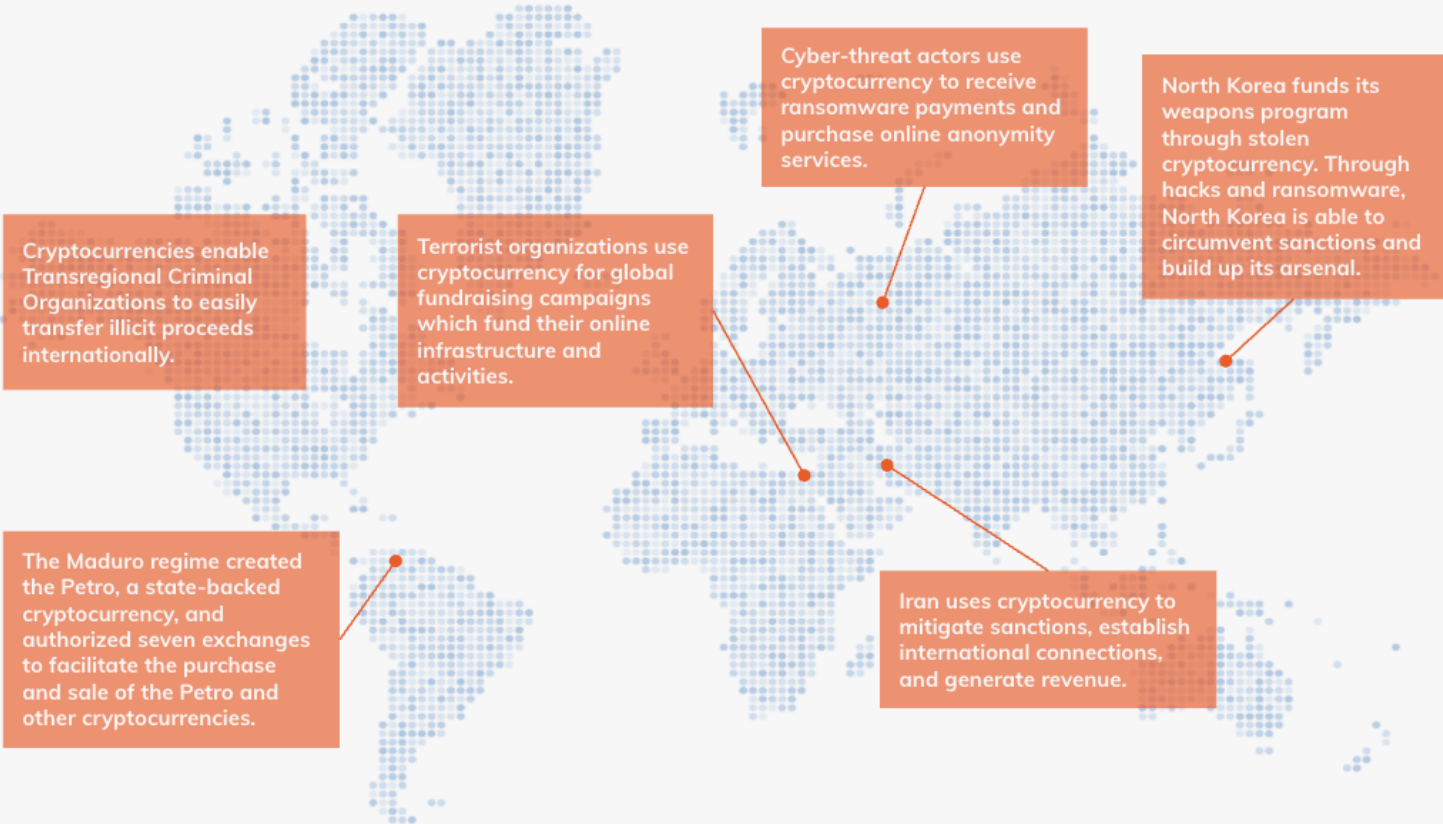 Cyber-threat actors use
cryptocurrency to receive
ransomware payments and
purchase online anonymity
services.
North Korea funds its
weapons program
through stolen
cryptocurrency. Through
hacks and ransomware,
North Korea is able to
circumvent sanctions and
build up its arsenal.
Cryptocurrencies enable
Transregional Criminal
Organizations to easily
transfer illicit proceeds
internationally.
Terrorist organizations use
cryptocurrency for global
fundraising campaigns
which fund their online
infrastructure and
activities.
The Maduro regime created
the Petro, a state-backed
cryptocurrency, and
authorized seven exchanges
to facilitate the purchase
and sale of the Petro and
other cryptocurrencies.
Iran uses cryptocurrency to
mitigate sanctions, establish
international connections,
and generate revenue.